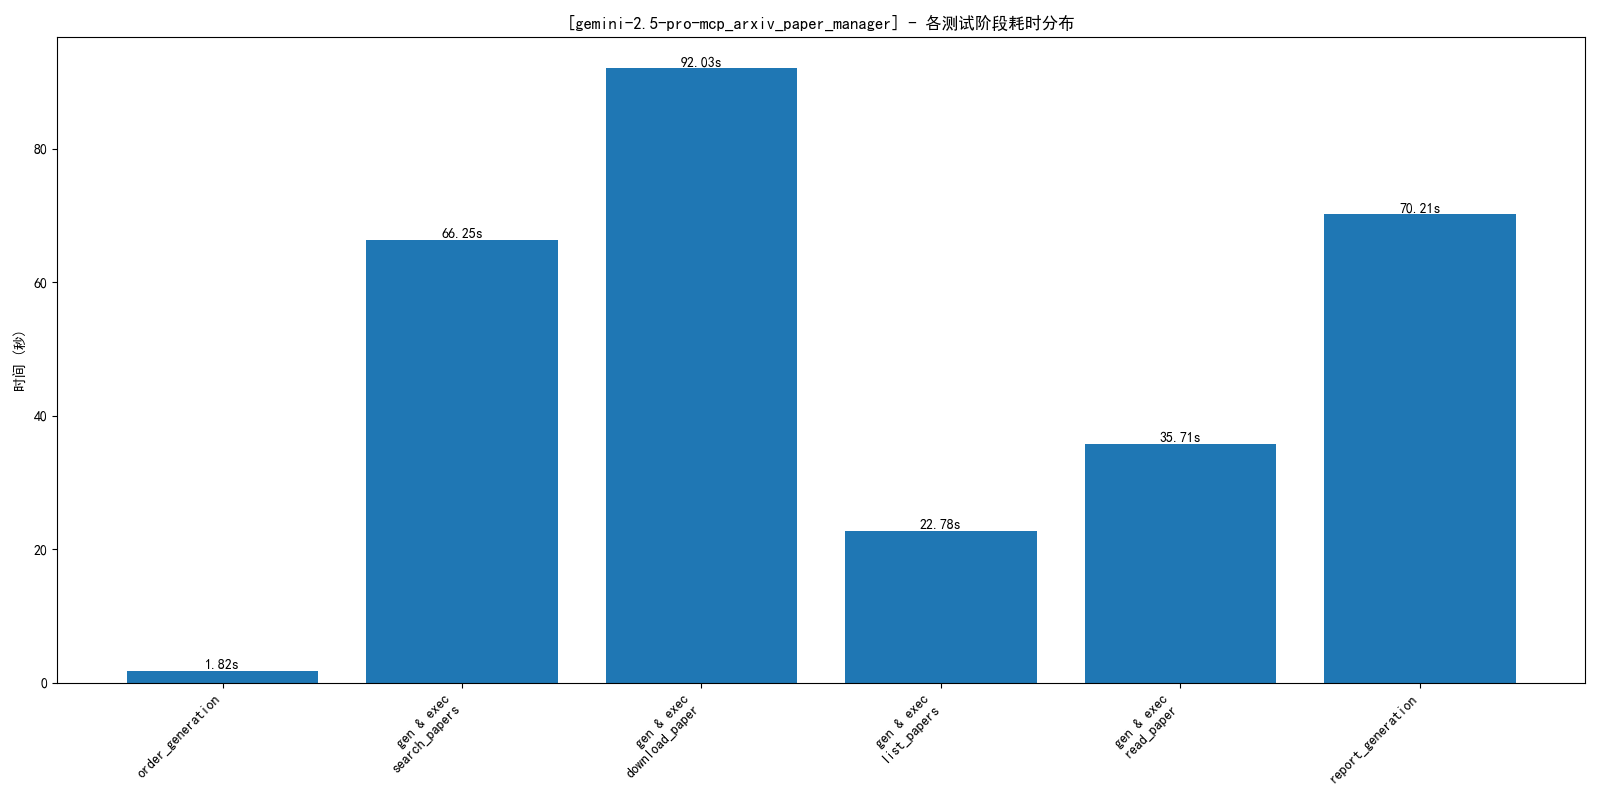 [gemini-2.5-pro-mcp_arxiv_paper_manager] - 各测试阶段耗时分布
时间 (秒)
80
60
40
20
0
1.82s
66.25s
92.03s
22.78s
35.71s
70.21s
order_generation
gen & exec
search_papers
gen & exec
download_paper
gen & exec
list_papers
gen & exec
read_paper
report_generation